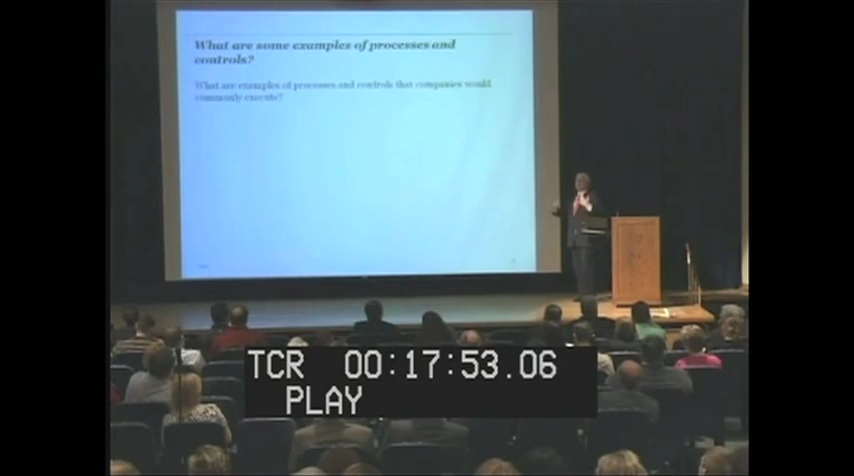 What are some examples of processes and
controls?
What are examples of processes and controls that companies would
commonly execute?
TCR 00:17:53.06
PLAY